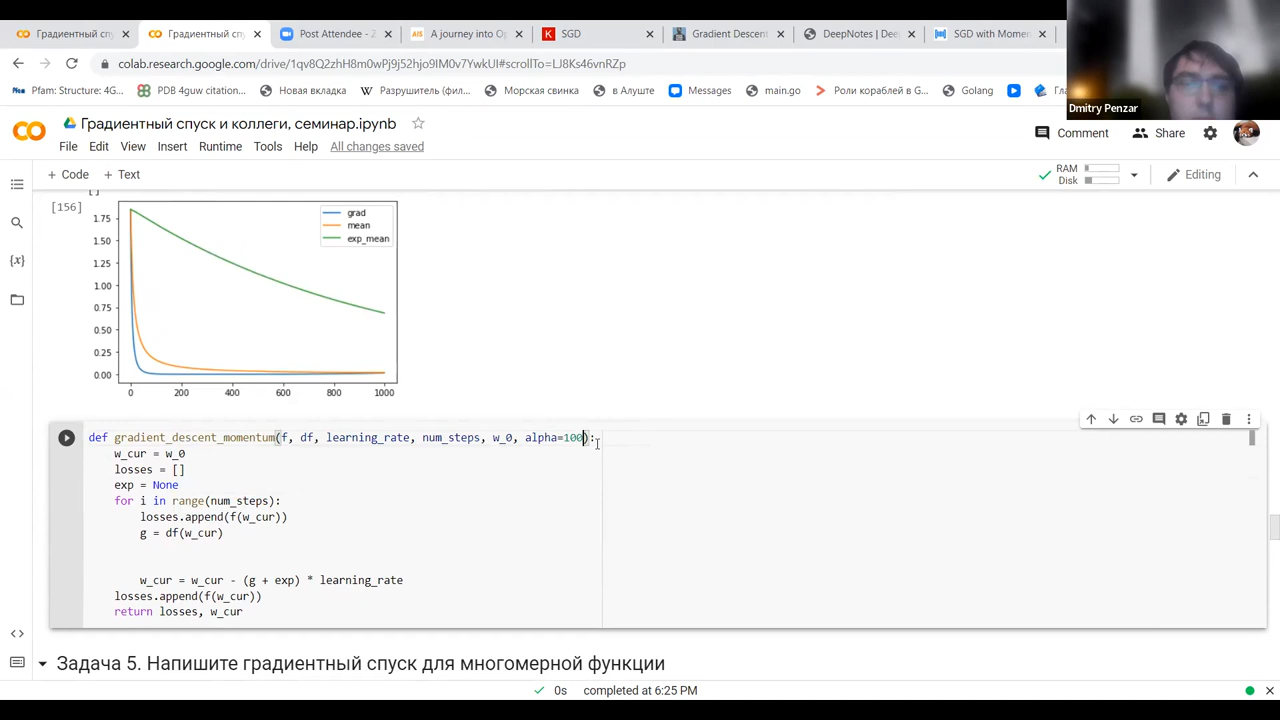 Градиентный сп
Градиентный сп
Post Attendee - Z
A journey into Op
SGD
Gradient Descent
DeepNotes | Deep
SGD with Momen
colab.research.google.com/drive/1qv8Q2zhH8m0wPj9j52hjo9IM0v7YwkUI#scrollTo=LJ8Ks46vnRZp
Pfam: Structure: 4G...
PDB 4guw citation...
Новая вкладка
Разрушитель (фил...
Морская свинка
в Алуште
Messages
main.go
Роли кораблей в G...
Golang
Dmitry Penzar
Градиентный спуск и коллеги, семинар.ipynb
Comment
Share
File Edit View Insert Runtime Tools Help All changes saved
+ Code + Text
RAM
Disk
Editing
[156]
1.75
1.50
1.25
1.00
0.75
0.50
0.25
0.00
0 200 400 600 800 1000
grad
mean
exp_mean
def gradient_descent_momentum(f, df, learning_rate, num_steps, w_0, alpha=100):
w_cur = w_0
losses = []
exp = None
for i in range(num_steps):
losses.append(f(w_cur))
g = df(w_cur)
w_cur = w_cur - (g + exp) * learning_rate
losses.append(f(w_cur))
return losses, w_cur
Задача 5. Напишите градиентный спуск для многомерной функции
0s completed at 6:25 PM